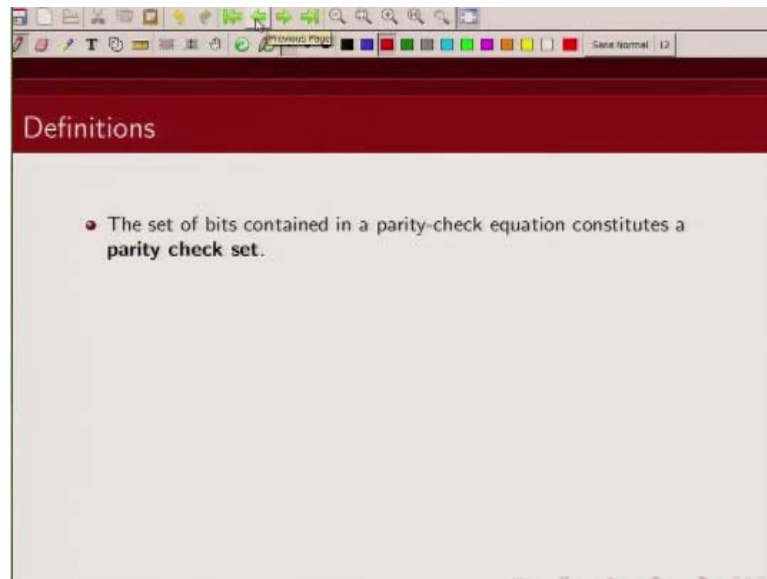 Previous Page
T
Sans Normal 12
Definitions
The set of bits contained in a parity-check equation constitutes a
parity check set.